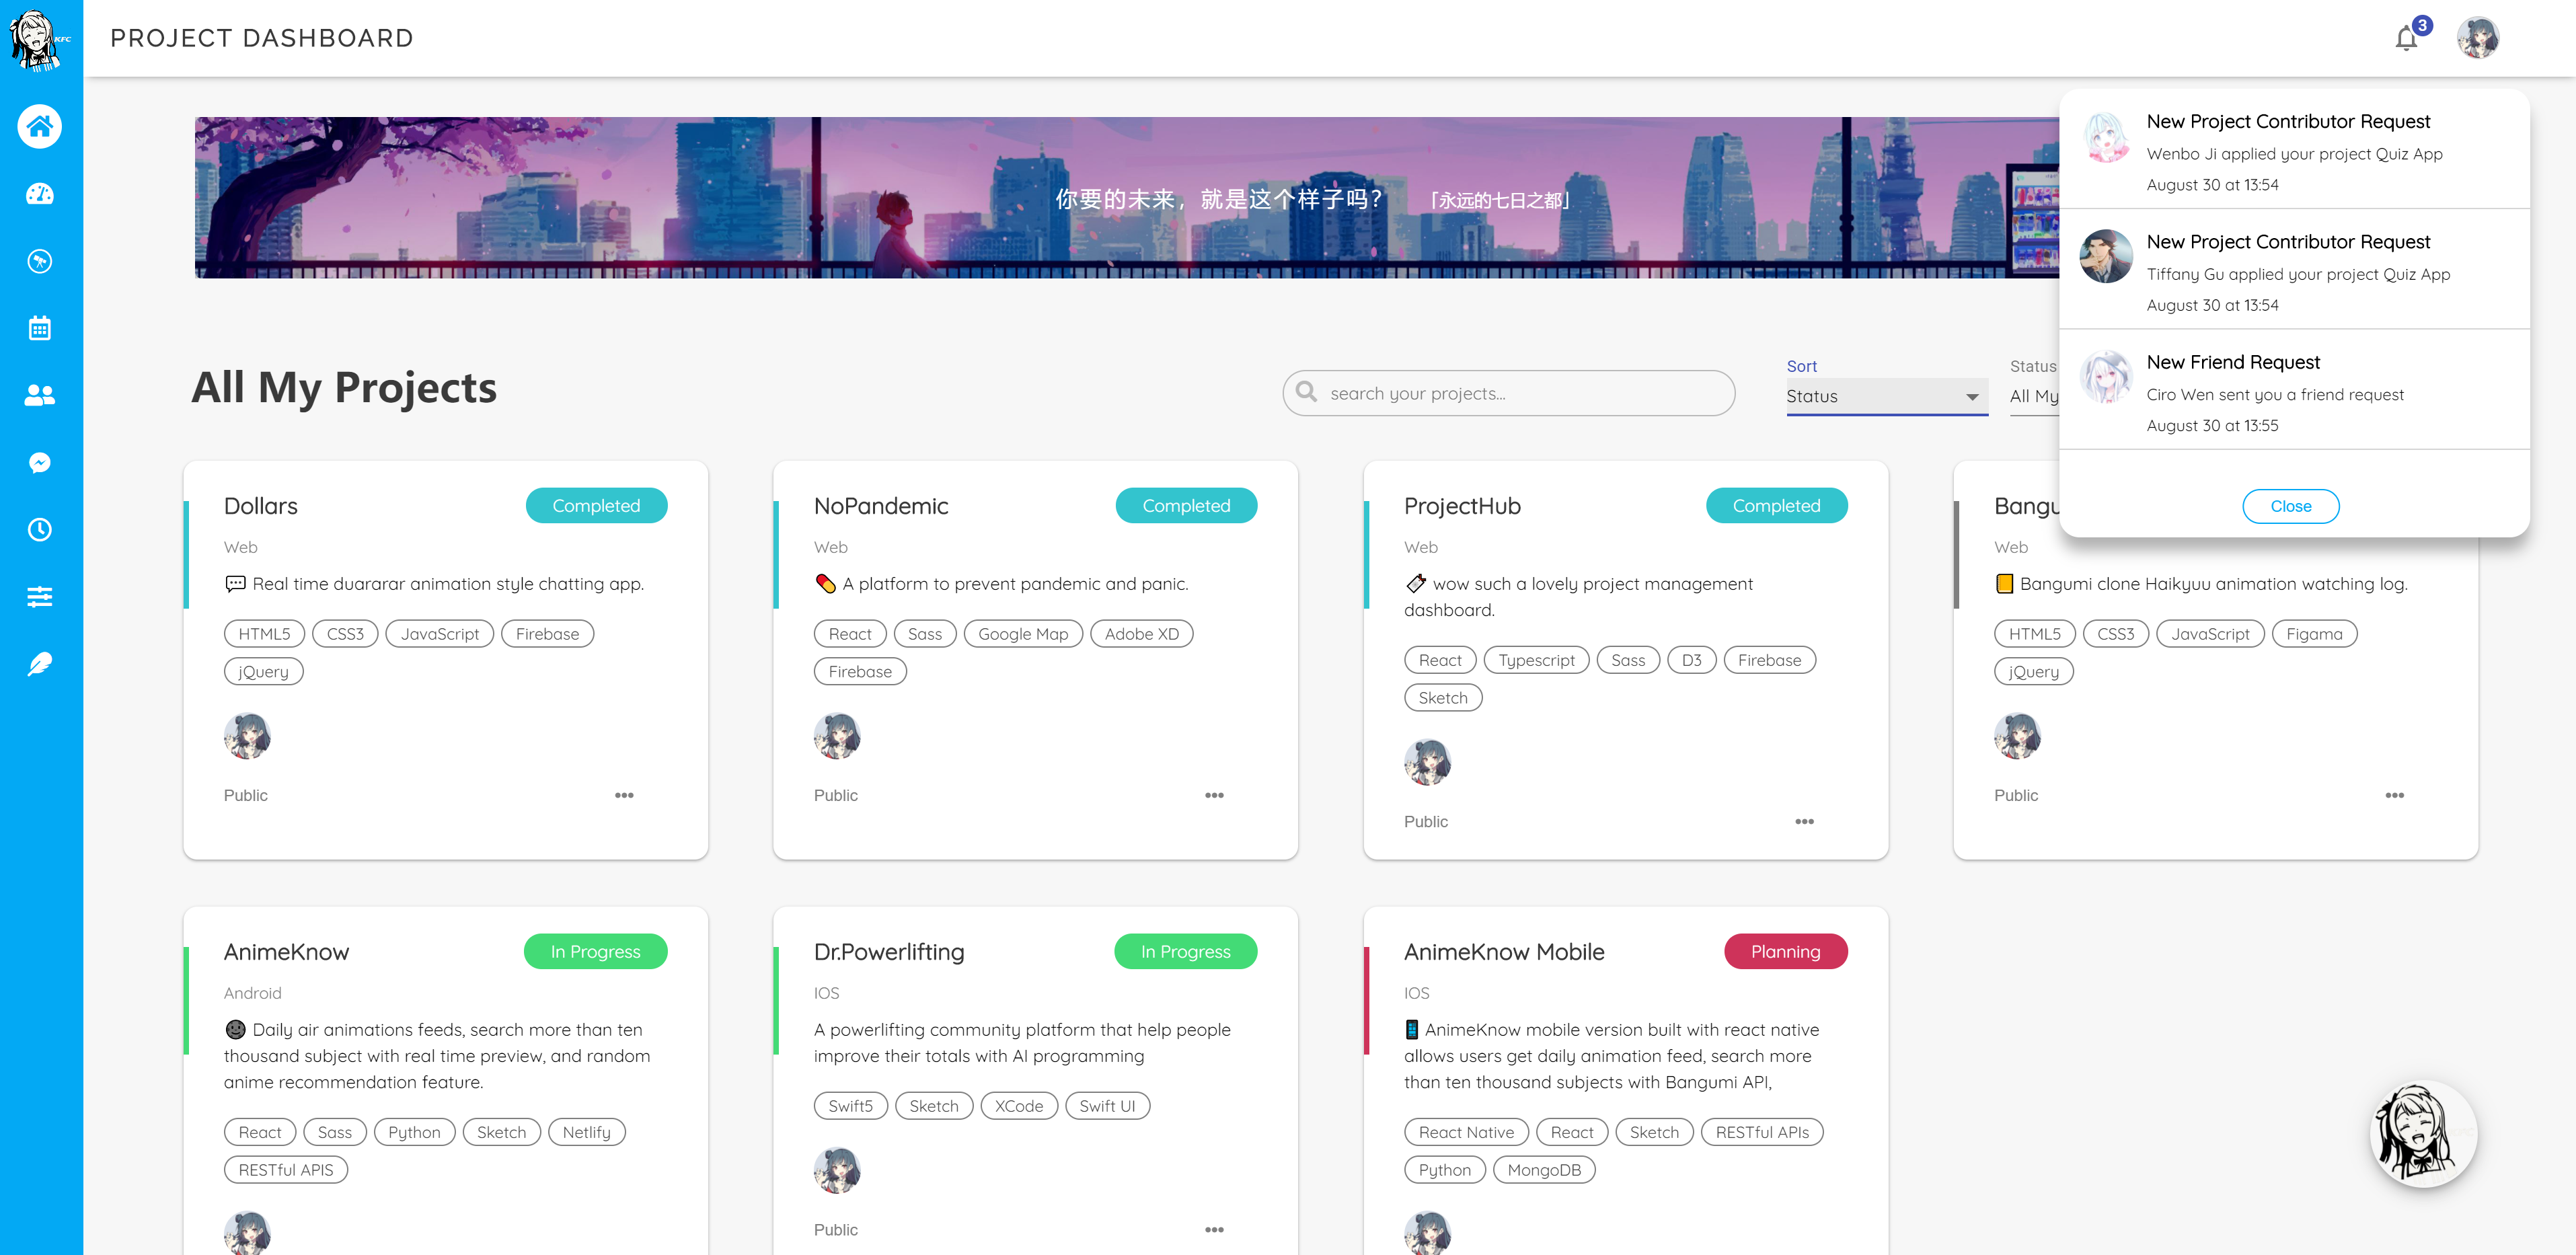 KFC
PROJECT DASHBOARD
3
你要的未来，就是这个样子吗？ 「永远的七日之都」
New Project Contributor Request
Wenbo Ji applied your project Quiz App
August 30 at 13:54
New Project Contributor Request
Tiffany Gu applied your project Quiz App
August 30 at 13:54
New Friend Request
Ciro Wen sent you a friend request
August 30 at 13:55
Close
All My Projects
search your projects...
Sort
Status
Status
All My
Dollars
Completed
Web
Real time duararar animation style chatting app.
HTML5 CSS3 JavaScript Firebase
jQuery
Public
NoPandemic
Completed
Web
A platform to prevent pandemic and panic.
React Sass Google Map Adobe XD
Firebase
Public
ProjectHub
Completed
Web
wow such a lovely project management
dashboard.
React Typescript Sass D3 Firebase
Sketch
Public
Bangu
Web
Bangumi clone Haikyuu animation watching log.
HTML5 CSS3 JavaScript Figama
jQuery
Public
AnimeKnow
In Progress
Android
Daily air animations feeds, search more than ten
thousand subject with real time preview, and random
anime recommendation feature.
React Sass Python Sketch Netlify
RESTful APIS
Dr.Powerlifting
In Progress
IOS
A powerlifting community platform that help people
improve their totals with AI programming
Swift5 Sketch XCode Swift UI
Public
AnimeKnow Mobile
Planning
IOS
AnimeKnow mobile version built with react native
allows users get daily animation feed, search more
than ten thousand subjects with Bangumi API,
React Native React Sketch RESTful APIs
Python MongoDB